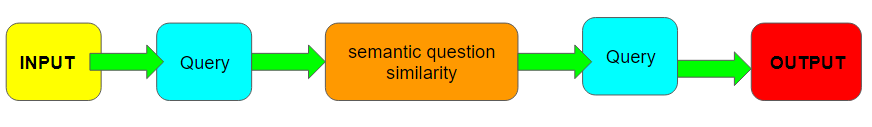 INPUT
Query
semantic question
similarity
Query
OUTPUT